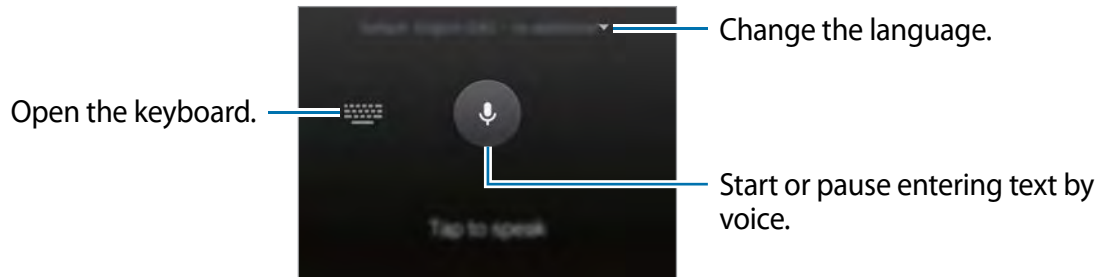 Change the language.
Open the keyboard.
Start or pause entering text by
voice.
Tap to speak